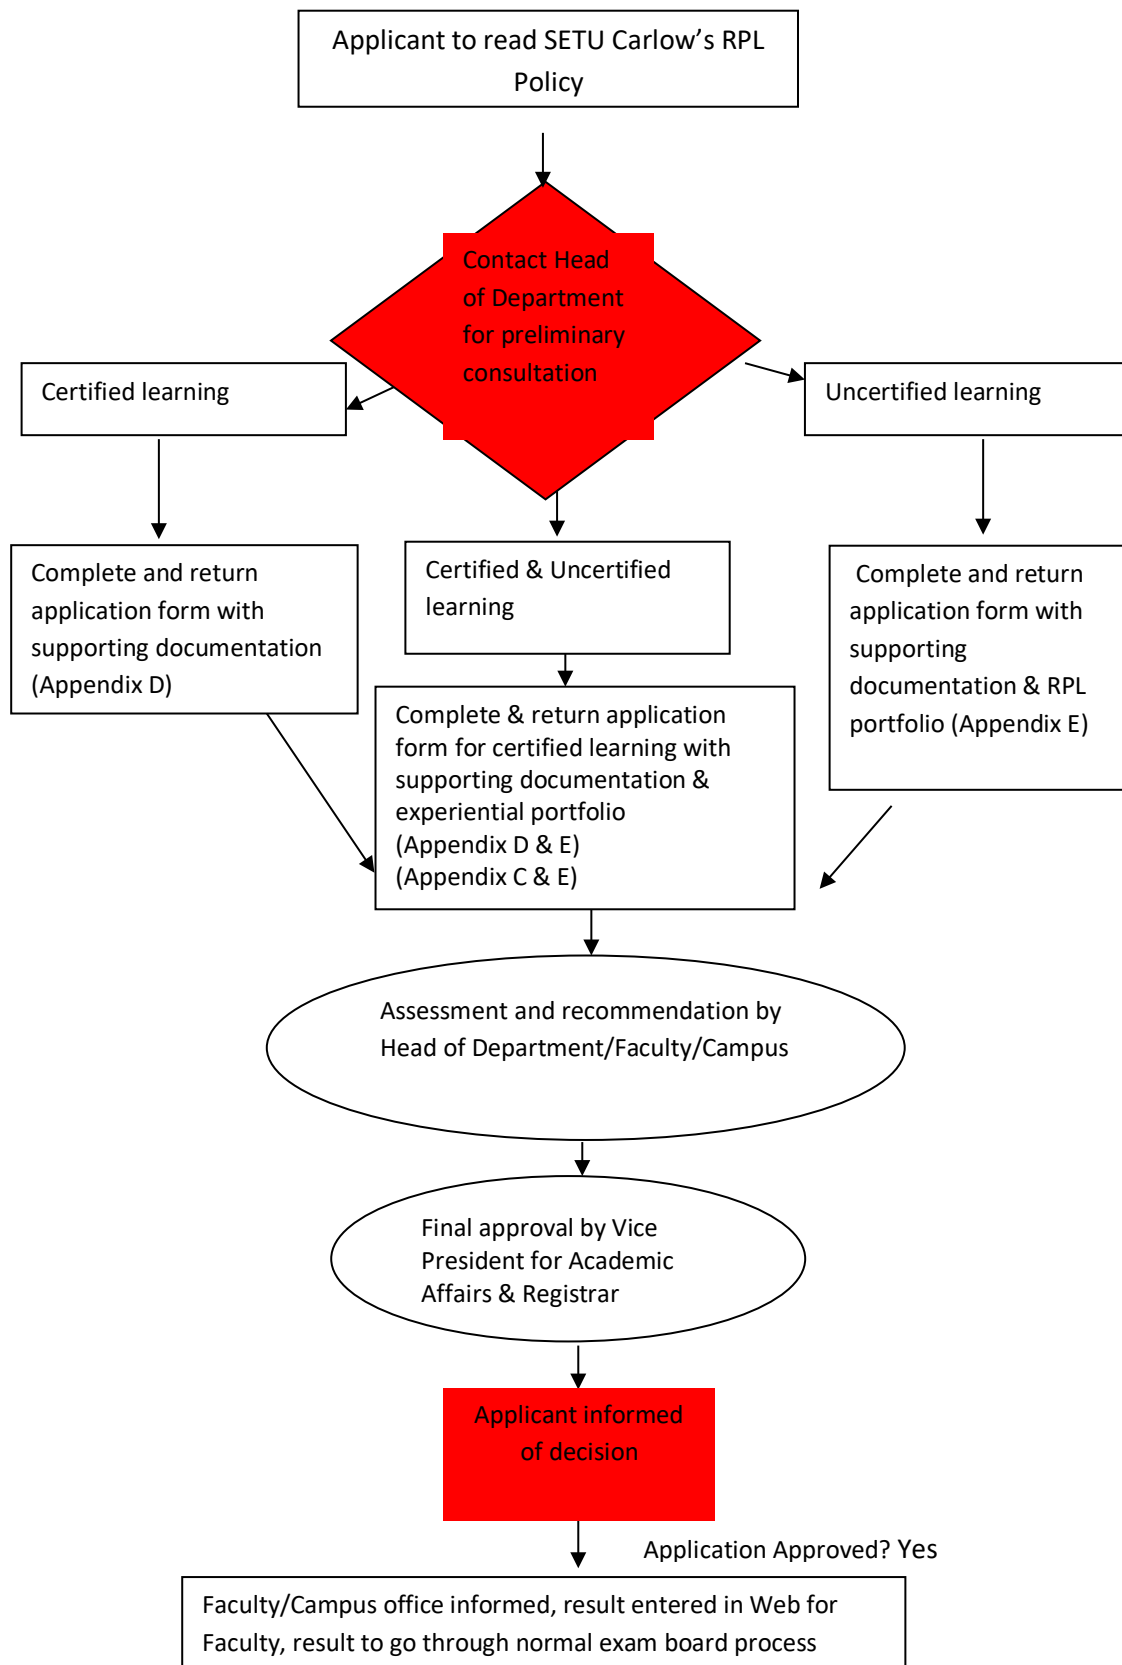 Applicant to read SETU Carlow's RPL
Policy
Contact Head
of Department
for preliminary
consultation
Certified learning
Uncertified learning
Complete and return
application form with
supporting documentation
(Appendix D)
Certified & Uncertified
learning
Complete and return
application form with
supporting
documentation & RPL
portfolio (Appendix E)
Complete & return application
form for certified learning with
supporting documentation &
experiential portfolio
(Appendix D & E)
(Appendix C & E)
Assessment and recommendation by
Head of Department/Faculty/Campus
Final approval by Vice
President for Academic
Affairs & Registrar
Applicant informed
of decision
Application Approved? Yes
Faculty/Campus office informed, result entered in Web for
Faculty, result to go through normal exam board process